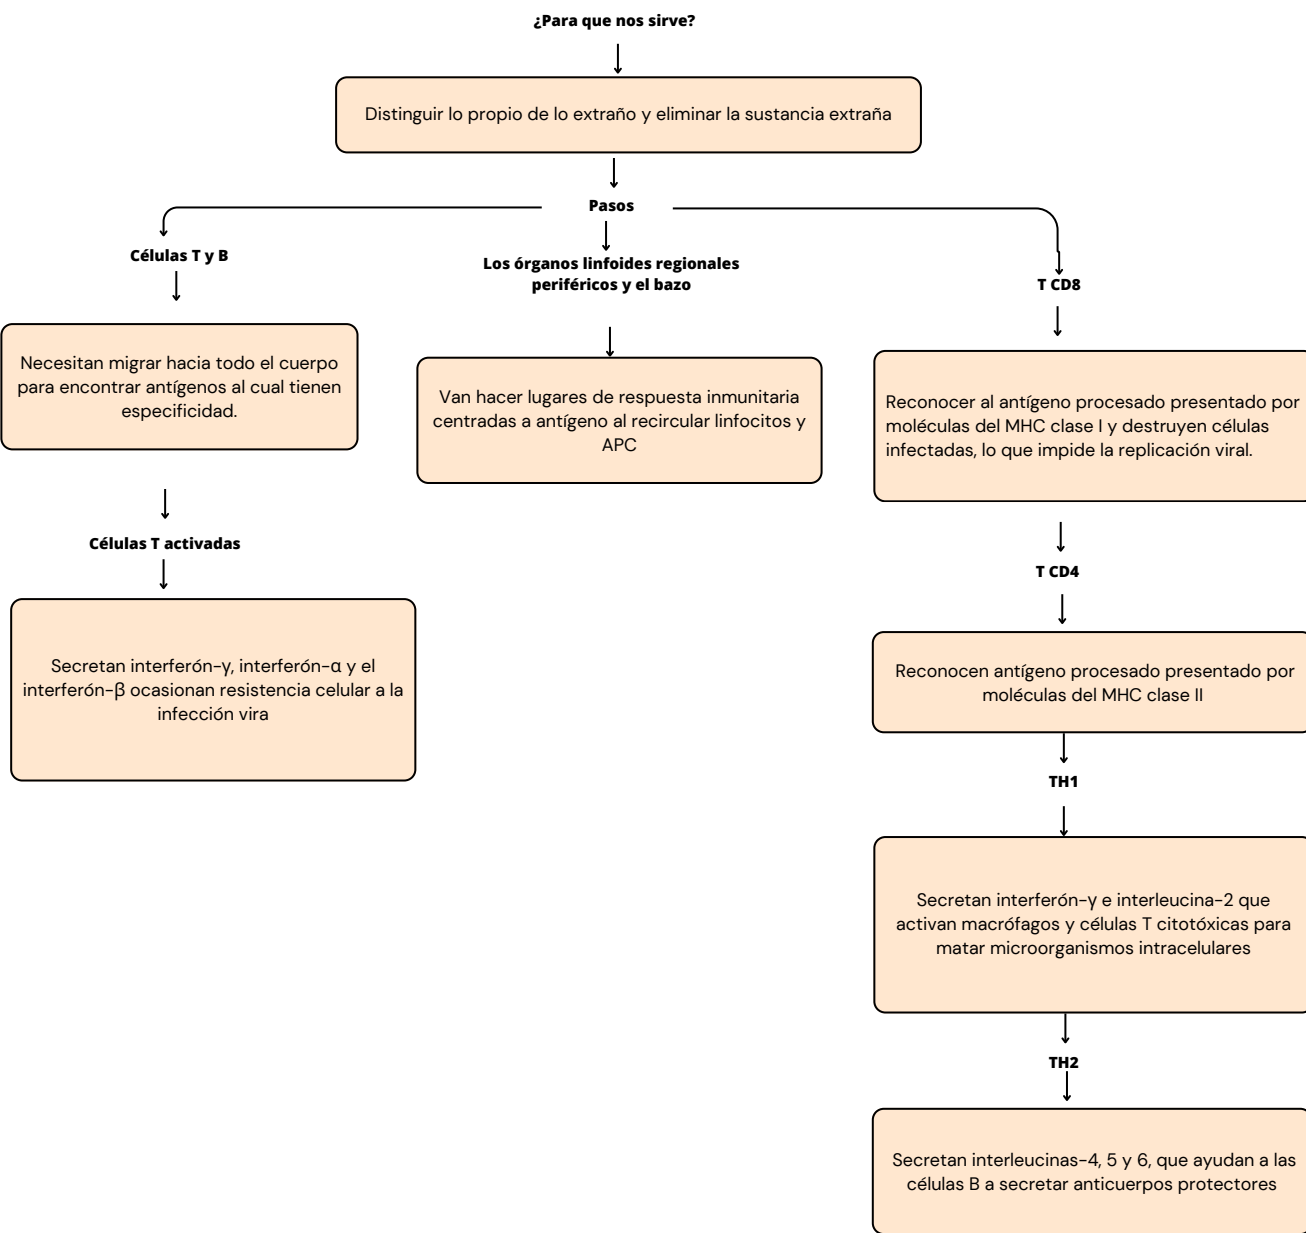 ¿Para que nos sirve?
Distinguir lo propio de lo extraño y eliminar la sustancia extraña
Pasos
Células T y B
Necesitan migrar hacia todo el cuerpo
para encontrar antígenos al cual tienen
especificidad.
Células T activadas
Secretan interferón-γ, interferón-α y el
interferón-β ocasionan resistencia celular a la
infección vira
Los órganos linfoides regionales
periféricos y el bazo
Van hacer lugares de respuesta inmunitaria
centradas a antígeno al recircular linfocitos y
APC
T CD8
Reconocer al antígeno procesado presentado por
moléculas del MHC clase I y destruyen células
infectadas, lo que impide la replicación viral.
T CD4
Reconocen antígeno procesado presentado por
moléculas del MHC clase II
TH1
Secretan interferón-γ e interleucina-2 que
activan macrófagos y células T citotóxicas para
matar microorganismos intracelulares
TH2
Secretan interleucinas-4, 5 y 6, que ayudan a las
células B a secretar anticuerpos protectores